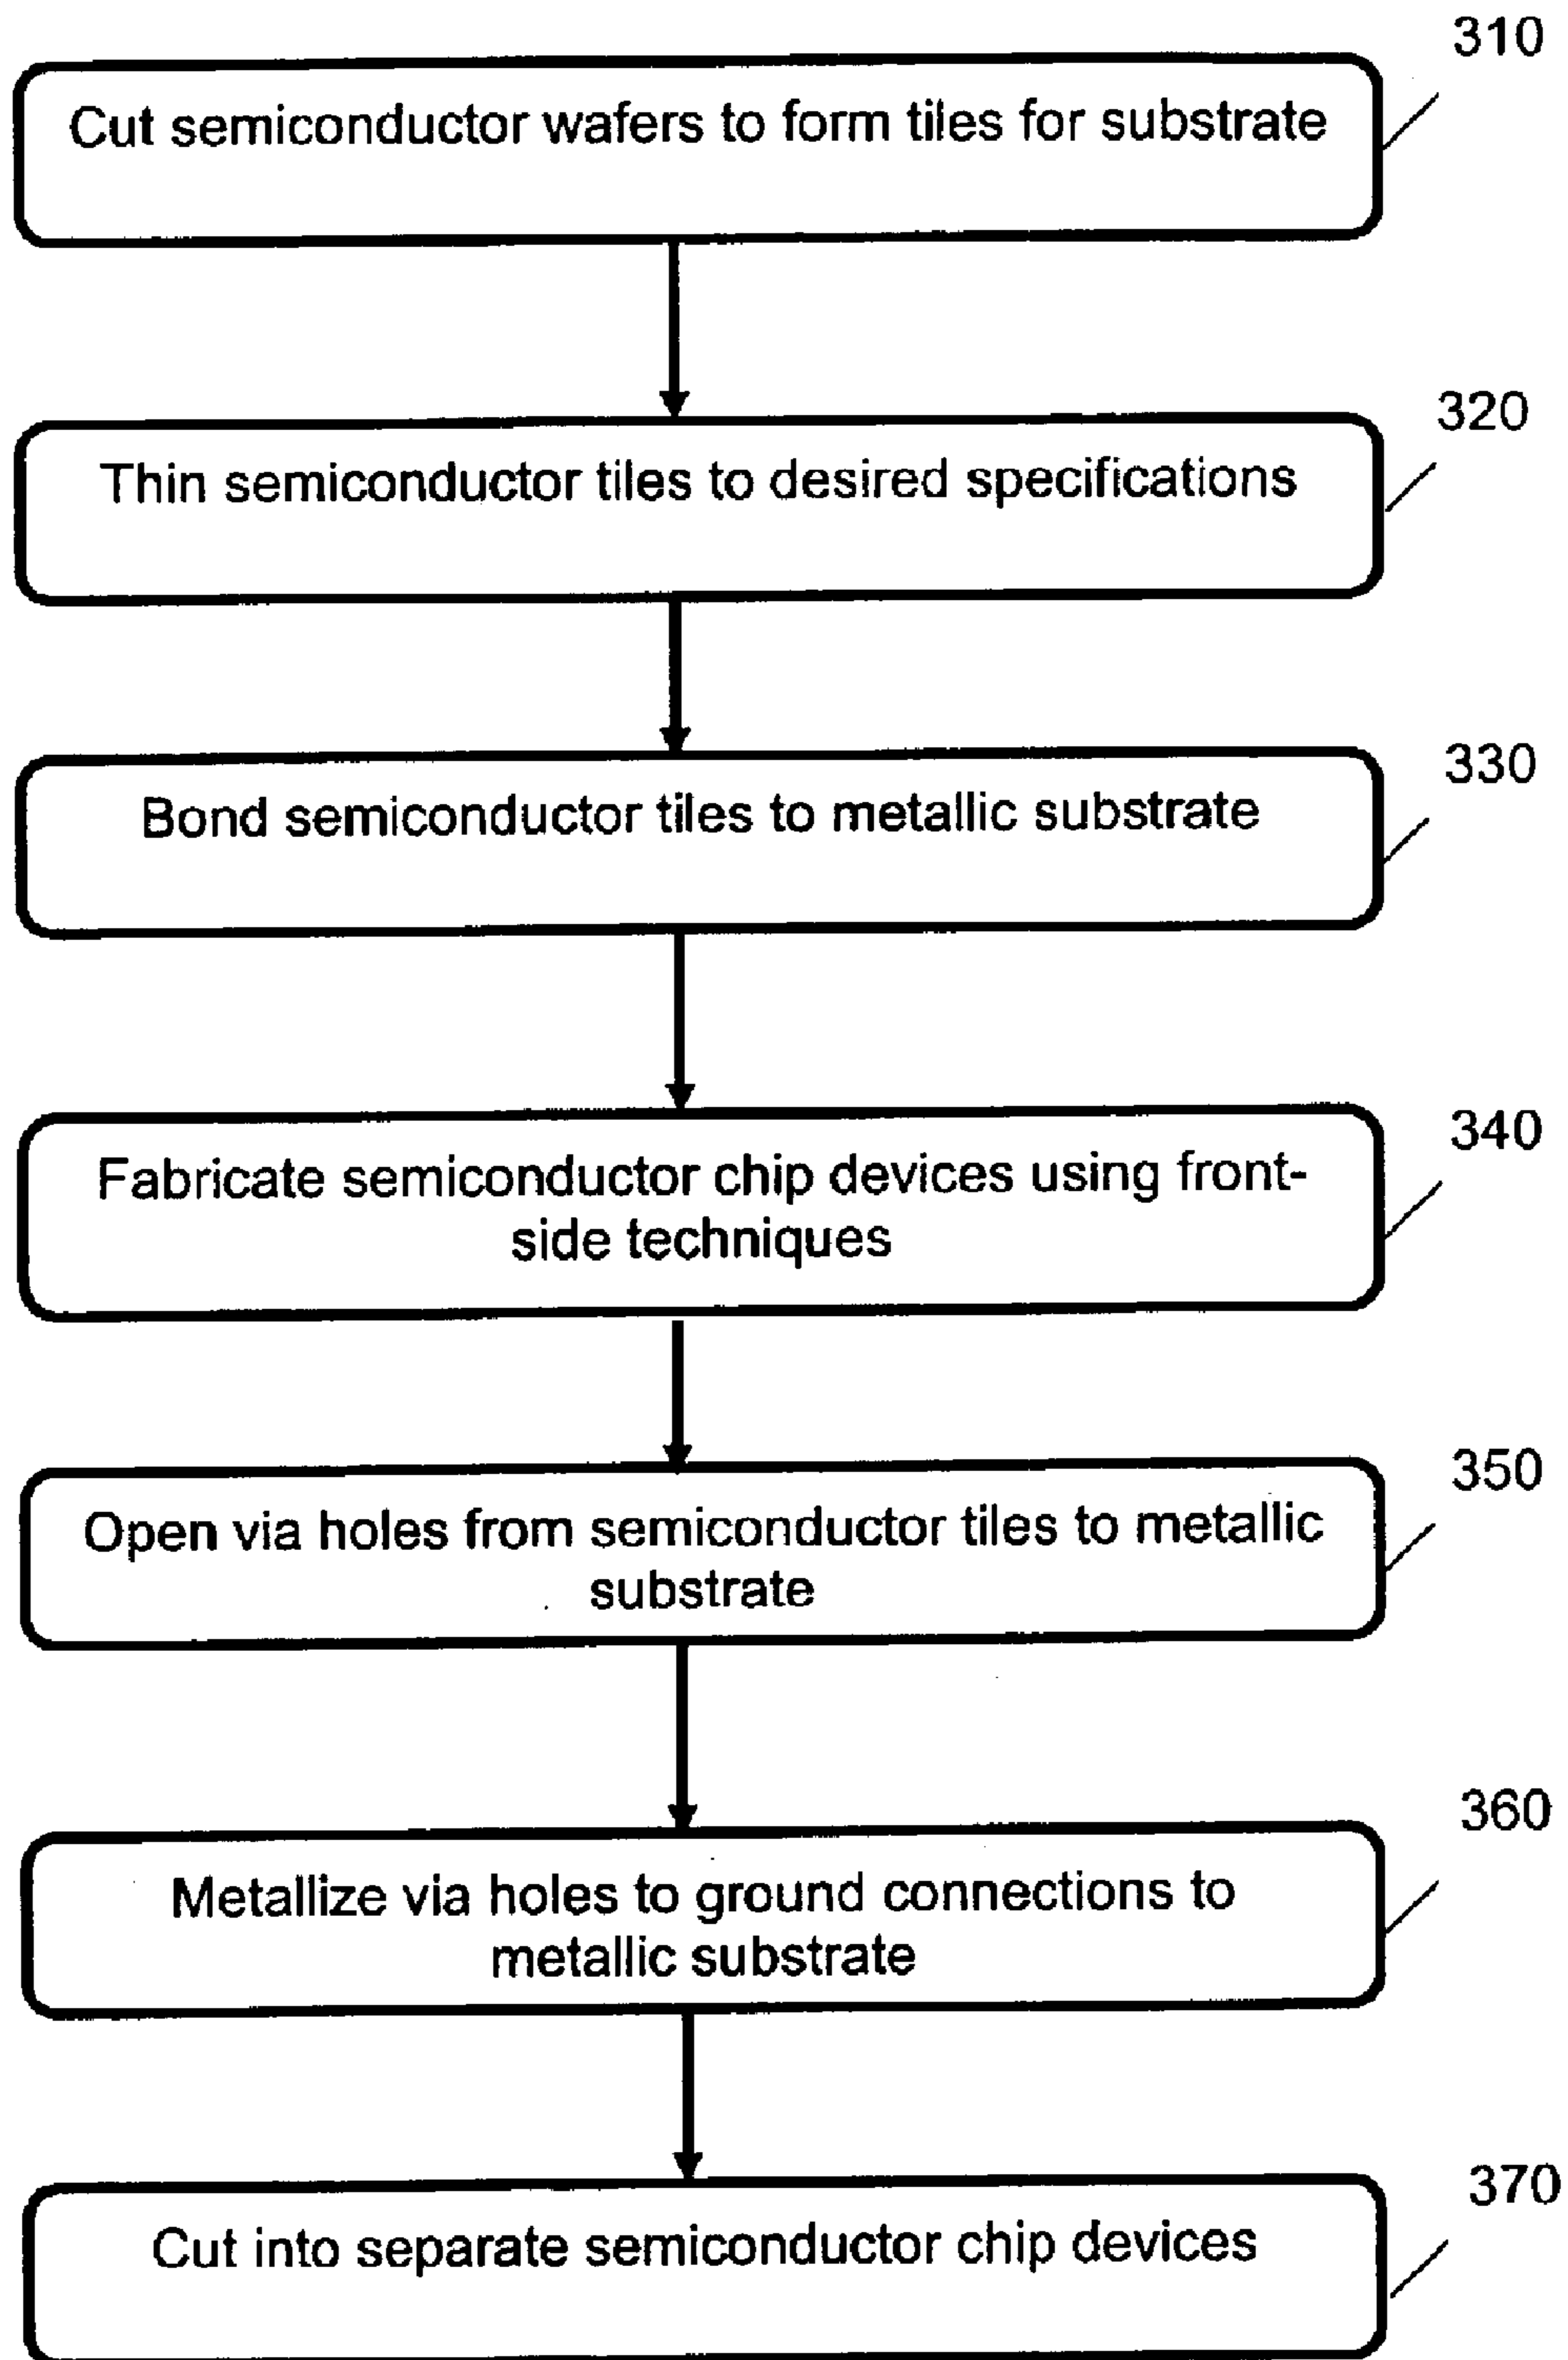 310
Cut semiconductor wafers to form tiles for substrate
320
Thin semiconductor tiles to desired specifications
330
Bond semiconductor tiles to metallic substrate
340
Fabricate semiconductor chip devices using front-
side techniques
350
Open via holes from semiconductor tiles to metallic
substrate
360
Metallize via holes to ground connections to
metallic substrate
370
Cut into separate semiconductor chip devices